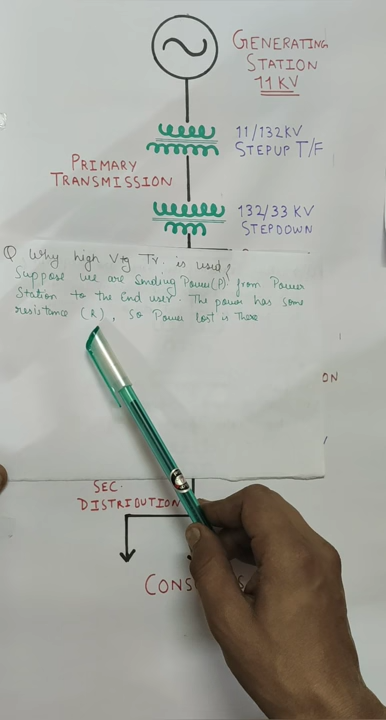 GENERATING
STATION
11 KV
11/132KV
STEPUP T/F
PRIMARY
TRANSMISSION
132/33 KV
STEPDOWN
Q Why high Vtg Tr. is used?
Suppose we are sending Power(P) from Power
Station to the End user. The power has some
resistance (R), So Power lost is There
ON
SEC.
DISTRIBUTION
CONS S